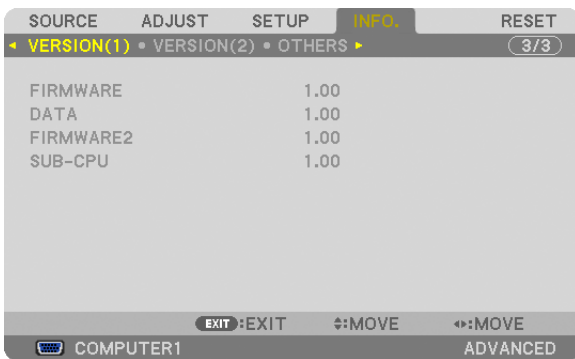 SOURCE ADJUST SETUP INFO. RESET
◂ VERSION(1) • VERSION(2) • OTHERS ▸ 3/3
FIRMWARE 1.00
DATA 1.00
FIRMWARE2 1.00
SUB-CPU 1.00
EXIT :EXIT :MOVE :MOVE
COMPUTER1 ADVANCED